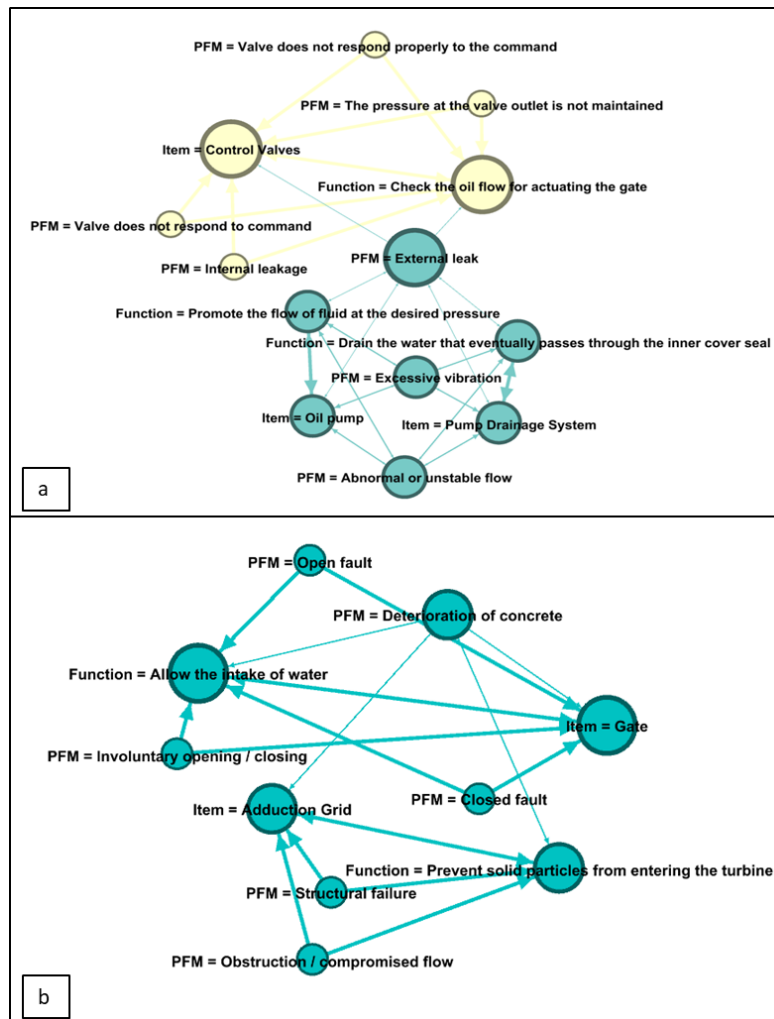 PFM = Valve does not respond properly to the command
PFM = The pressure at the valve outlet is not maintained
Item = Control Valves
Function = Check the oil flow for actuating the gate
PFM = Valve does not respond to command
PFM = External leak
PFM = Internal leakage
Function = Promote the flow of fluid at the desired pressure
Function = Drain the water that eventually passes through the inner cover seal
PFM = Excessive vibration
Item = Oil pump
Item = Pump Drainage System
PFM = Abnormal or unstable flow
a
PFM = Open fault
PFM = Deterioration of concrete
Function = Allow the intake of water
Item = Gate
PFM = Involuntary opening / closing
PFM = Closed fault
Item = Adduction Grid
Function = Prevent solid particles from entering the turbine
PFM = Structural failure
PFM = Obstruction / compromised flow
b